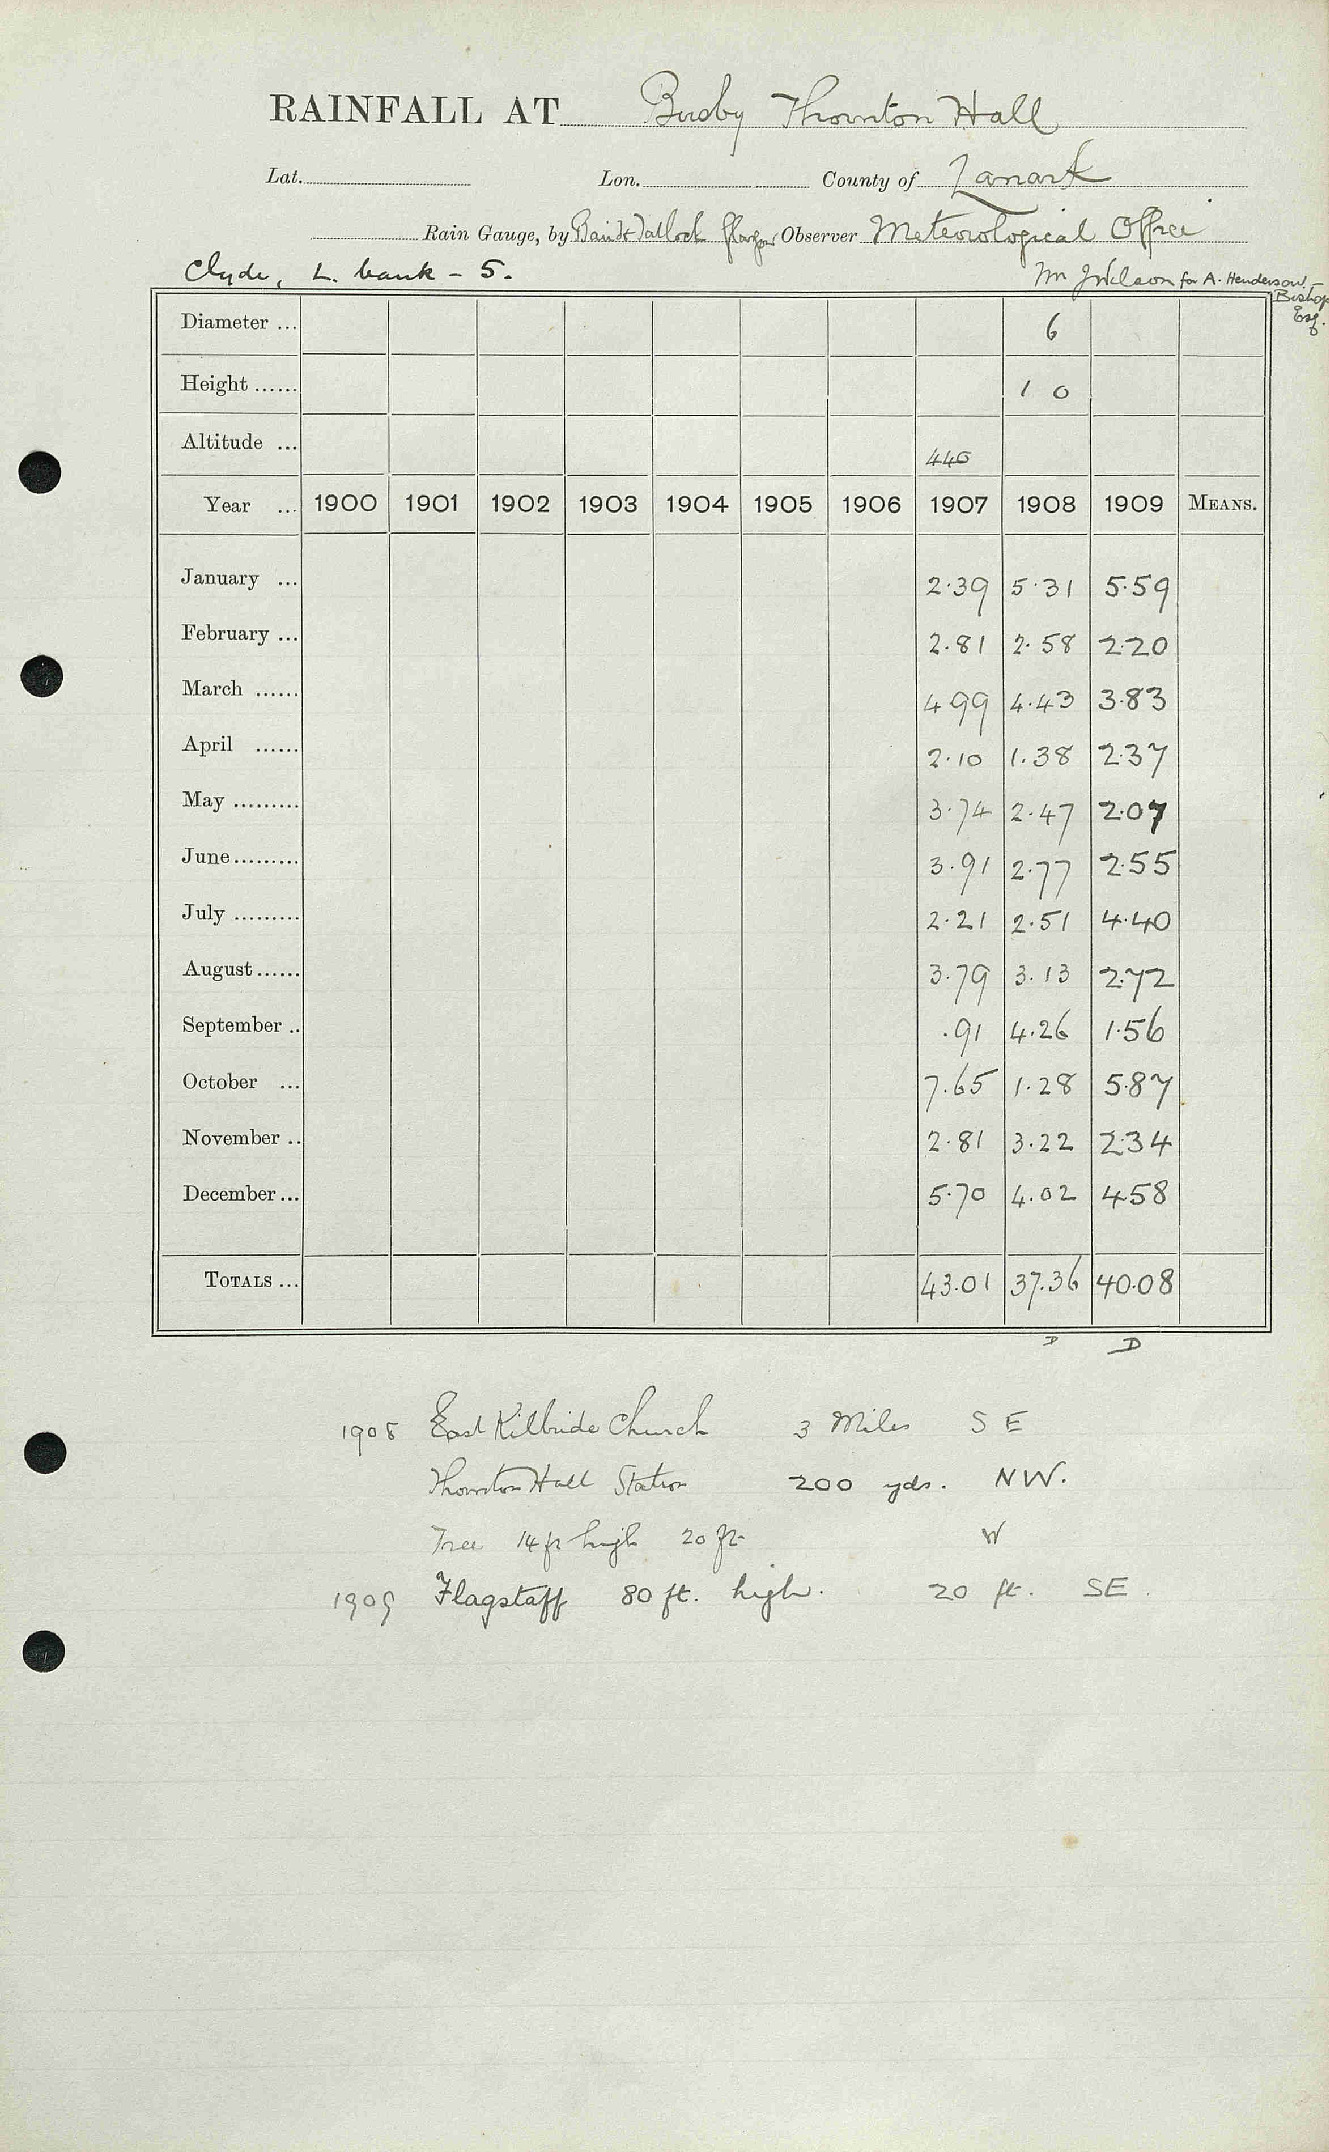 RAINFALL AT Busby Thornton Hall
Lat. Lon. County of Lanark
Rain Gauge, by Baird & Tatlock Glasgow Observer Meteorological Office
Clyde, L. bank - 5. Mr J Wilson for A. Henderson-Bishop Esq.
Diameter ... 6
Height ...... 1 0
Altitude ... 446
Year ... 1900 1901 1902 1903 1904 1905 1906 1907 1908 1909 MEANS.
January ... 2.39 5.31 5.59
February ... 2.81 2.58 2.20
March ...... 4 99 4.43 3.83
April ...... 2.10 1.38 2.37
May ......... 3.74 2.47 2.07
June ......... 3.91 2.77 2.55
July ......... 2.21 2.51 4.40
August ...... 3.79 3.13 2.72
September .. .91 4.26 1.56
October ... 7.65 1.28 5.87
November .. 2.81 3.22 2.34
December ... 5.70 4.02 4.58
TOTALS ... 43.01 37.36 40.08
D D
1908 East Kilbride Church 3 Miles S E
Thornton Hall Station 200 yds. NW.
Tree 14 ft high 20 ft W
1909 Flagstaff 80 ft. high. 20 ft. SE.